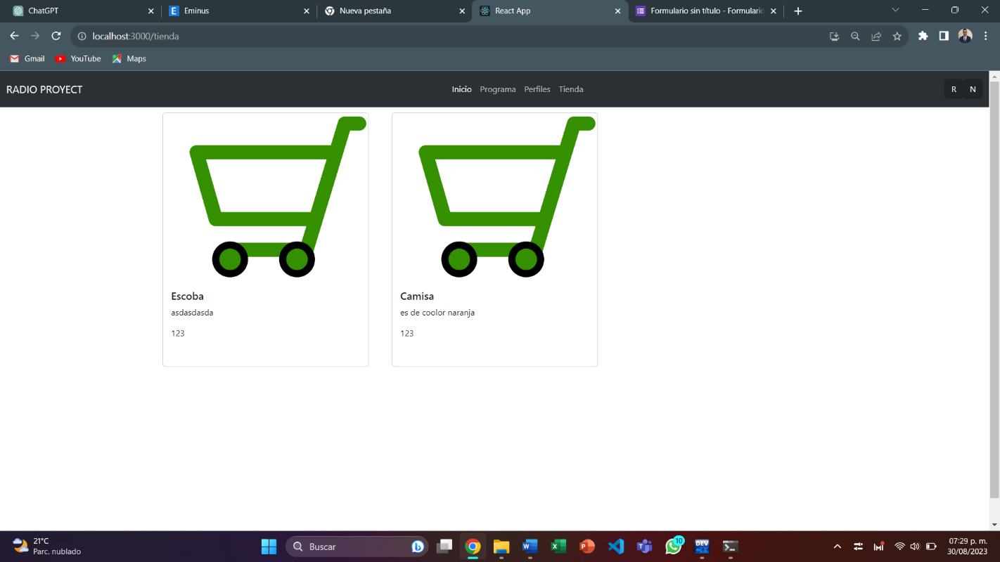 ChatGPT
Eminus
Nueva pestaña
React App
Formulario sin título - Formulario
localhost:3000/tienda
Gmail
YouTube
Maps
RADIO PROYECT
Inicio
Programa
Perfiles
Tienda
R
N
Escoba
asdasdasda
123
Camisa
es de coolor naranja
123
21°C
Parc. nublado
Buscar
10
DEV
07:29 p. m.
30/08/2023